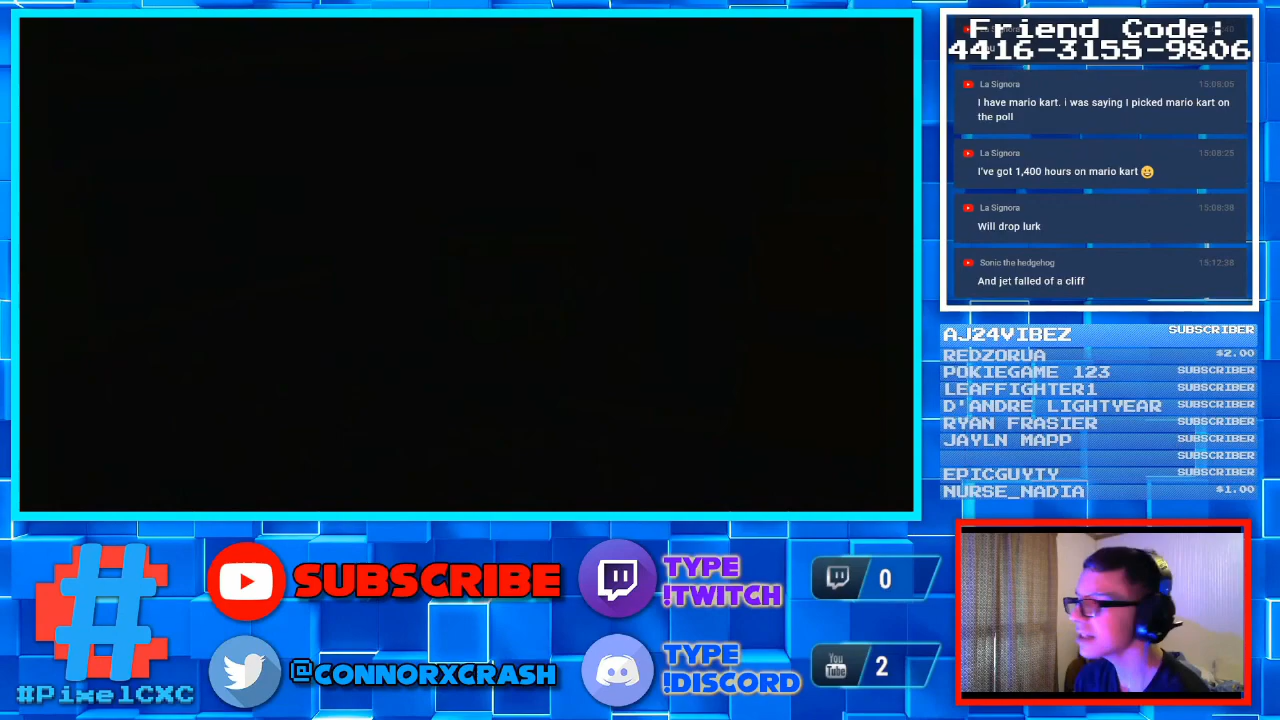 Friend Code:
4416-3155-9806
La Signora 15:08:05
I have mario kart. i was saying I picked mario kart on
the poll
La Signora 15:08:25
I've got 1,400 hours on mario kart
La Signora 15:08:38
Will drop lurk
Sonic the hedgehog 15:12:38
And jet falled of a cliff
AJ24VIBEZ SUBSCRIBER
REDZORUA $2.00
POKIEGAME 123 SUBSCRIBER
LEAFFIGHTER1 SUBSCRIBER
D'ANDRE LIGHTYEAR SUBSCRIBER
RYAN FRASIER SUBSCRIBER
JAYLN MAPP SUBSCRIBER
SUBSCRIBER
EPICGUYTY SUBSCRIBER
NURSE_NADIA $1.00
#PixelCXC
SUBSCRIBE
@CONNORXCRASH
TYPE
!TWITCH
TYPE
!DISCORD
0
You
Tube
2